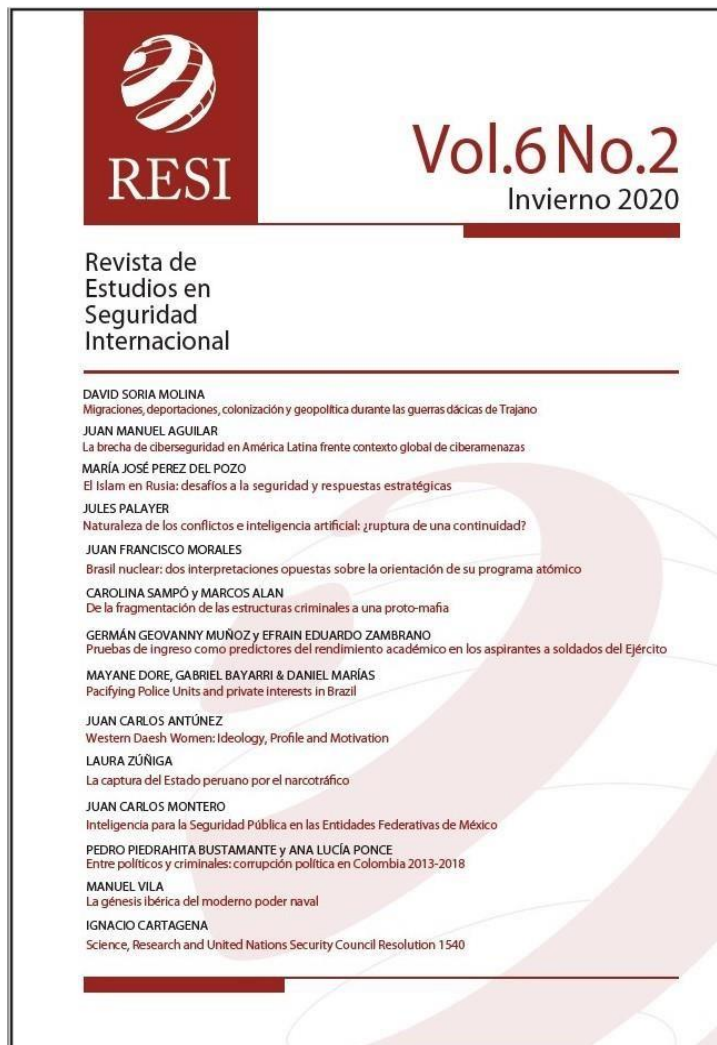 RESI
Vol.6 No.2
Invierno 2020
Revista de
Estudios en
Seguridad
Internacional
DAVID SORIA MOLINA
Migraciones, deportaciones, colonización y geopolítica durante las guerras dácicas de Trajano
JUAN MANUEL AGUILAR
La brecha de ciberseguridad en América Latina frente contexto global de ciberamenazas
MARÍA JOSÉ PEREZ DEL POZO
El Islam en Rusia: desafíos a la seguridad y respuestas estratégicas
JULES PALAYER
Naturaleza de los conflictos e inteligencia artificial: ¿ruptura de una continuidad?
JUAN FRANCISCO MORALES
Brasil nuclear: dos interpretaciones opuestas sobre la orientación de su programa atómico
CAROLINA SAMPÓ y MARCOS ALAN
De la fragmentación de las estructuras criminales a una proto-mafia
GERMÁN GEOVANNY MUÑOZ y EFRAIN EDUARDO ZAMBRANO
Pruebas de ingreso como predictores del rendimiento académico en los aspirantes a soldados del Ejército
MAYANE DORE, GABRIEL BAYARRI & DANIEL MARÍAS
Pacifying Police Units and private interests in Brazil
JUAN CARLOS ANTÚNEZ
Western Daesh Women: Ideology, Profile and Motivation
LAURA ZÚÑIGA
La captura del Estado peruano por el narcotráfico
JUAN CARLOS MONTERO
Inteligencia para la Seguridad Pública en las Entidades Federativas de México
PEDRO PIEDRAHITA BUSTAMANTE y ANA LUCÍA PONCE
Entre políticos y criminales: corrupción política en Colombia 2013-2018
MANUEL VILA
La génesis ibérica del moderno poder naval
IGNACIO CARTAGENA
Science, Research and United Nations Security Council Resolution 1540